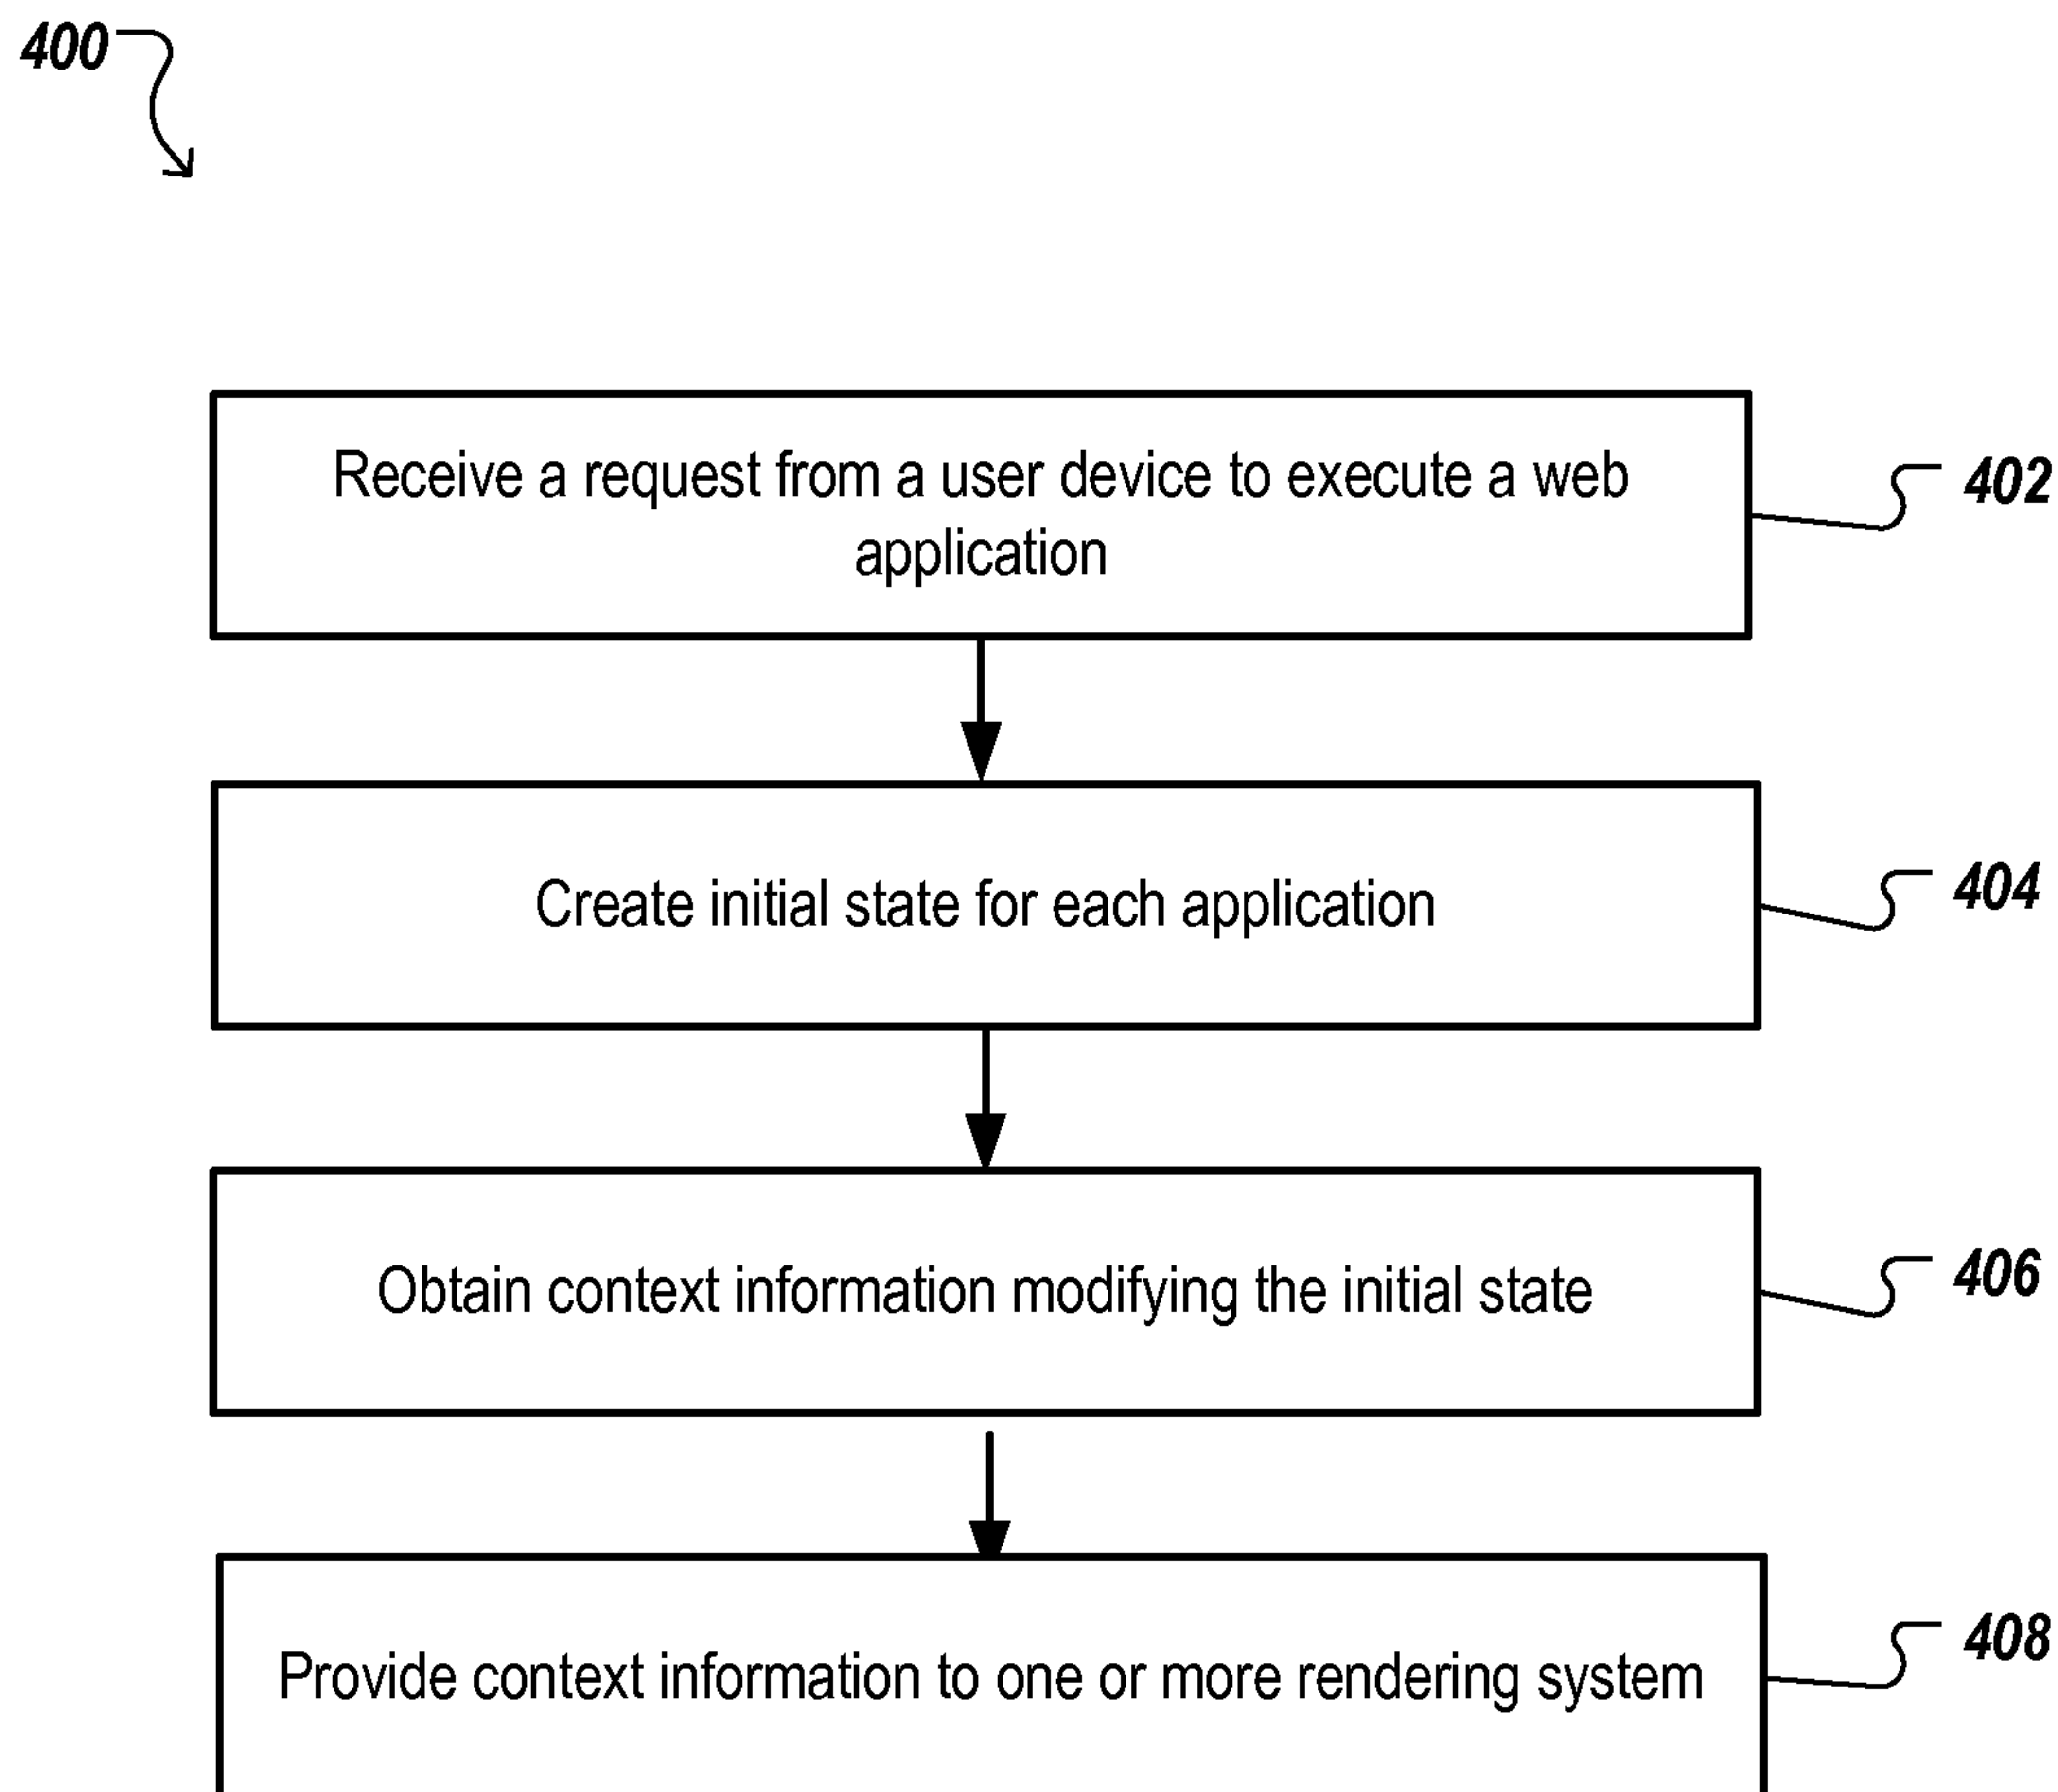 400
Receive a request from a user device to execute a web
application
402
Create initial state for each application
404
Obtain context information modifying the initial state
406
Provide context information to one or more rendering system
408